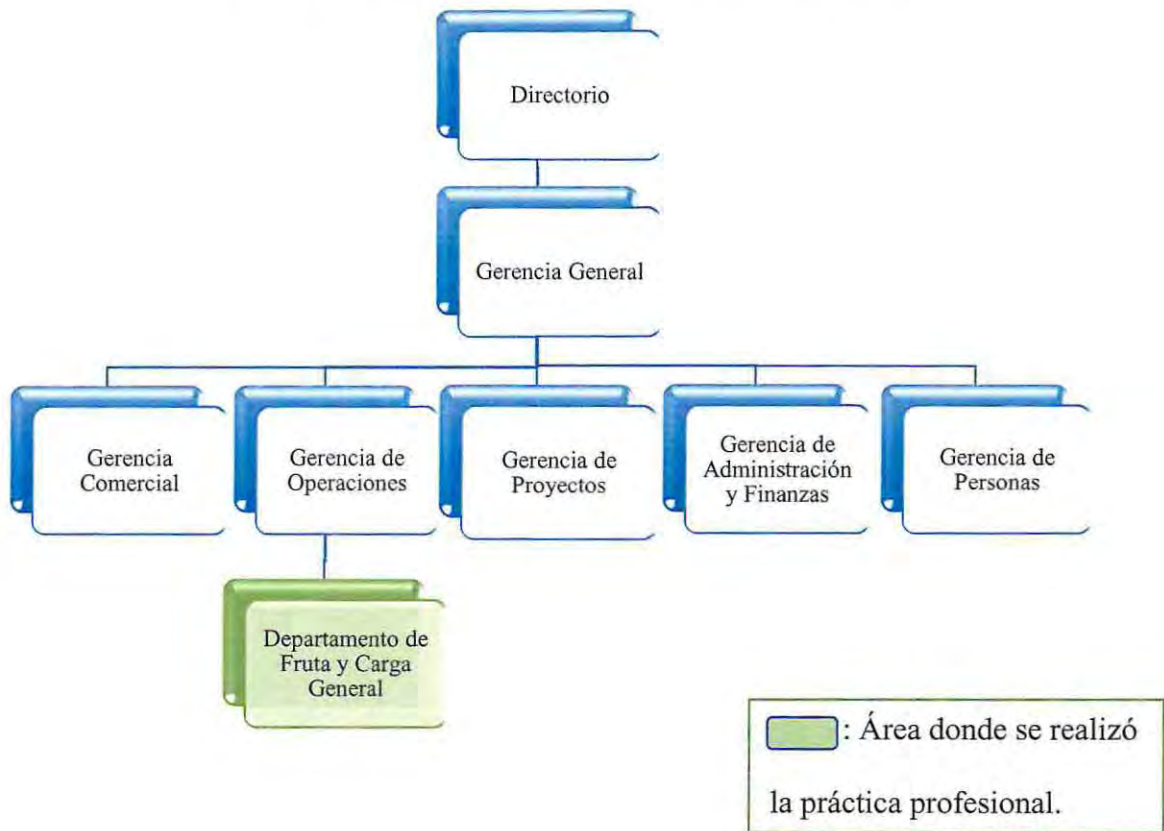 Directorio
Gerencia General
Gerencia
Comercial
Gerencia de
Operaciones
Gerencia de
Proyectos
Gerencia de
Administración
y Finanzas
Gerencia de
Personas
Departamento de
Fruta y Carga
General
: Área donde se realizó
la práctica profesional.